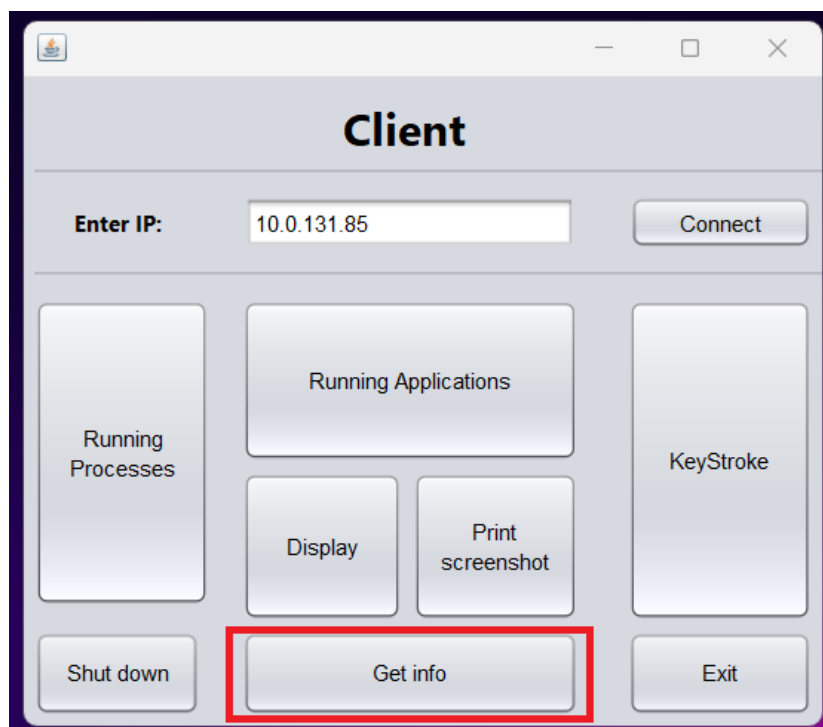 Client
Enter IP:
10.0.131.85
Connect
Running
Processes
Running Applications
KeyStroke
Display
Print
screenshot
Shut down
Get info
Exit